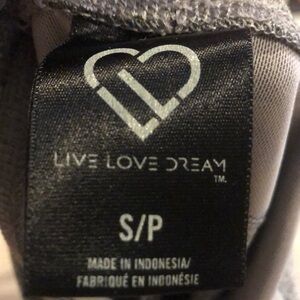 LIVE LOVE DREAM
TM.
S/P
MADE IN INDONESIA/
FABRIQUÉ EN INDONÉSIE